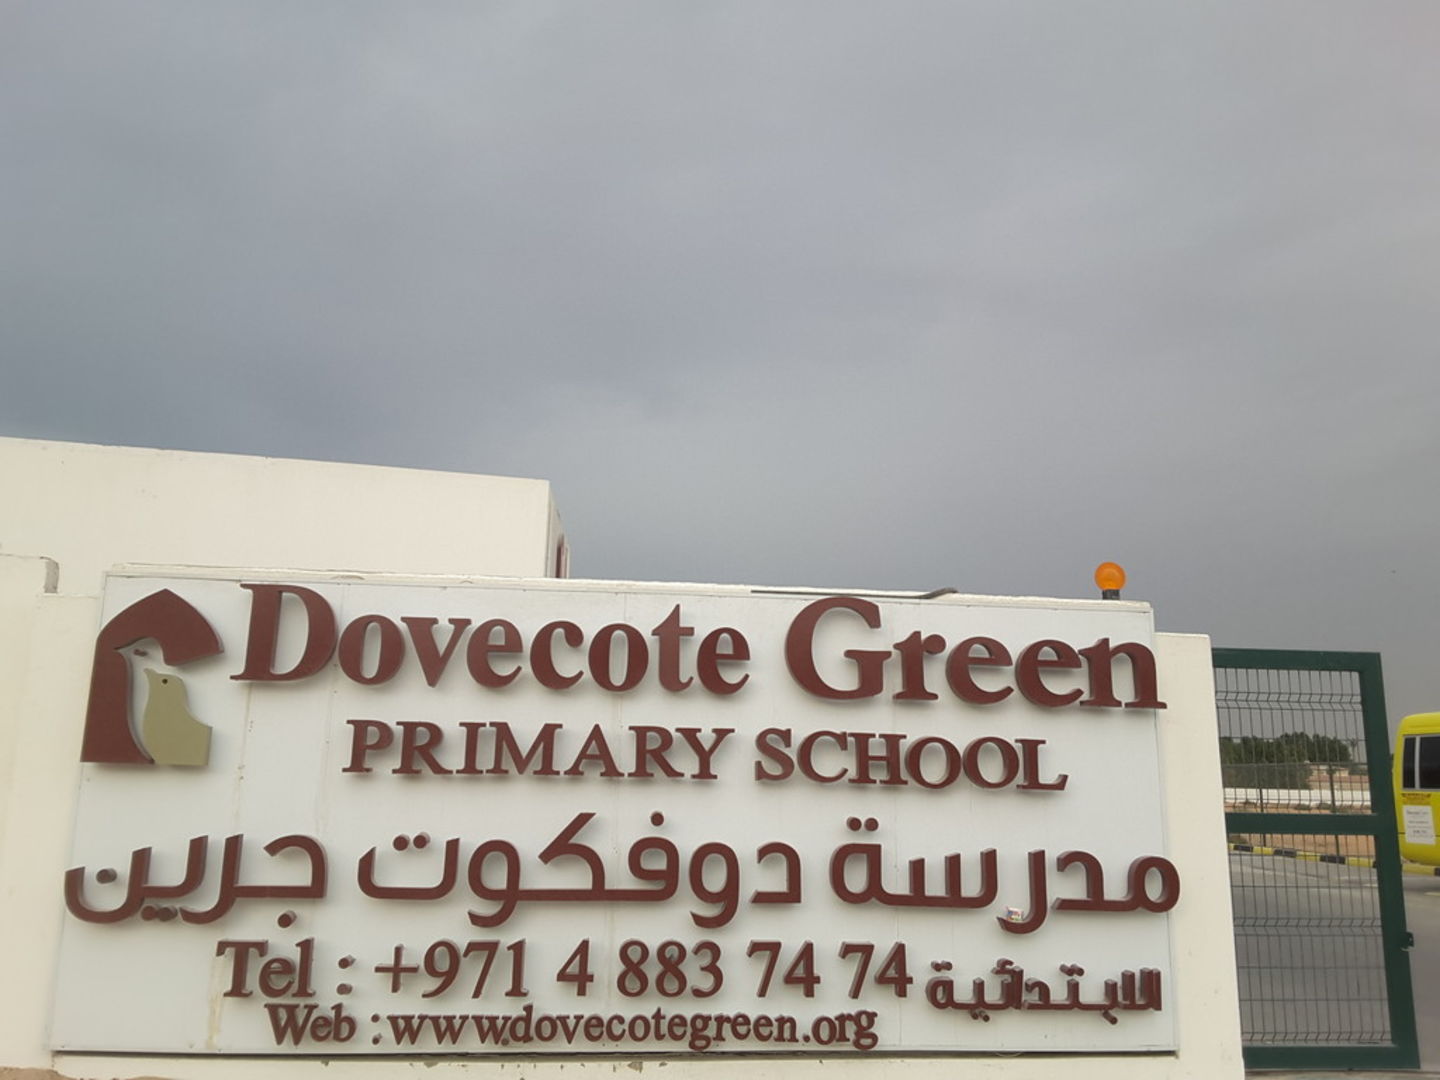 Dovecote Green
PRIMARY SCHOOL
مدرسة دوفكوت جرين
الابتدائية
Tel : +971 4 883 74 74
Web : www.dovecotegreen.org